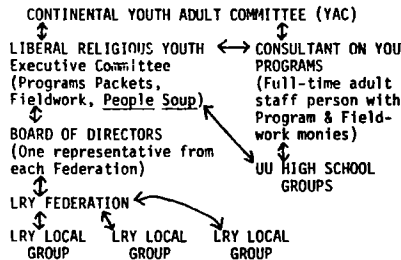 CONTINENTAL YOUTH ADULT COMMITTEE (YAC)
LIBERAL RELIGIOUS YOUTH
Executive Committee
(Programs Packets,
Fieldwork, People Soup)
CONSULTANT ON YOU
PROGRAMS
(Full-time adult
staff person with
Program & Field-
work monies)
BOARD OF DIRECTORS
(One representative from
each Federation)
UU HIGH SCHOOL
GROUPS
LRY FEDERATION
LRY LOCAL GROUP
LRY LOCAL GROUP
LRY LOCAL GROUP